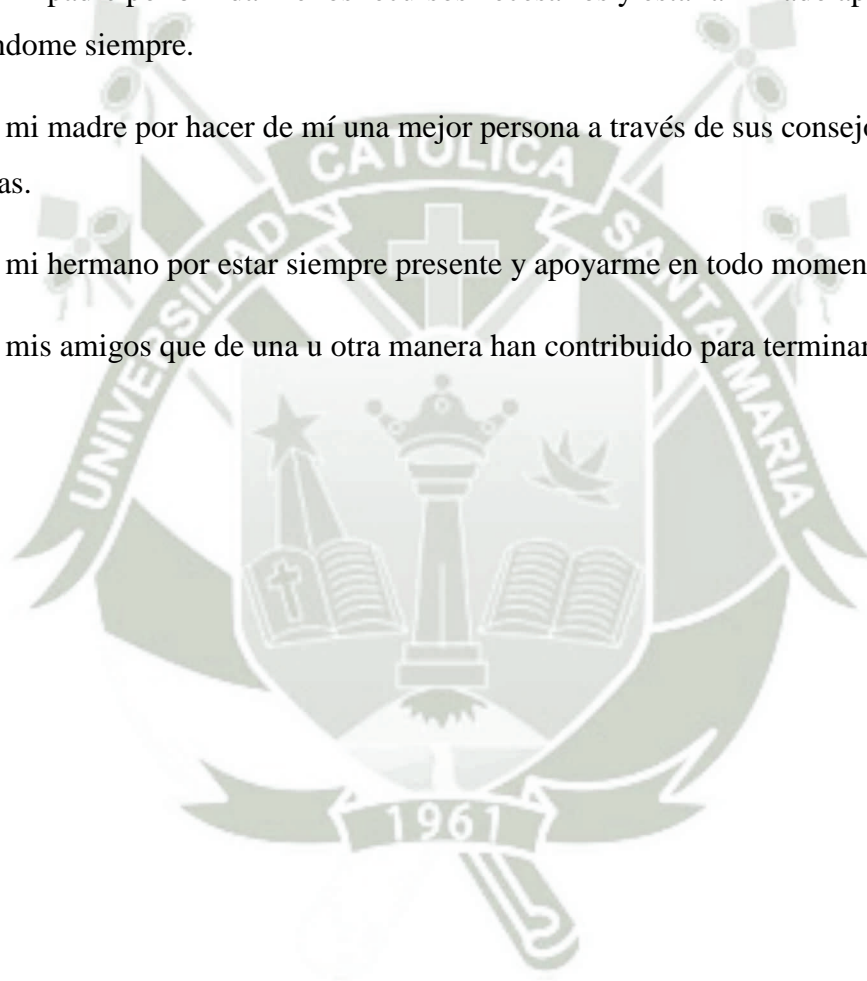 ndome siempre.
mi madre por hacer de mí una mejor persona a través de sus consejo
as.
mi hermano por estar siempre presente y apoyarme en todo momen
mis amigos que de una u otra manera han contribuido para terminar
UNIVERSIDAD CATOLICA SANTA MARIA
1961